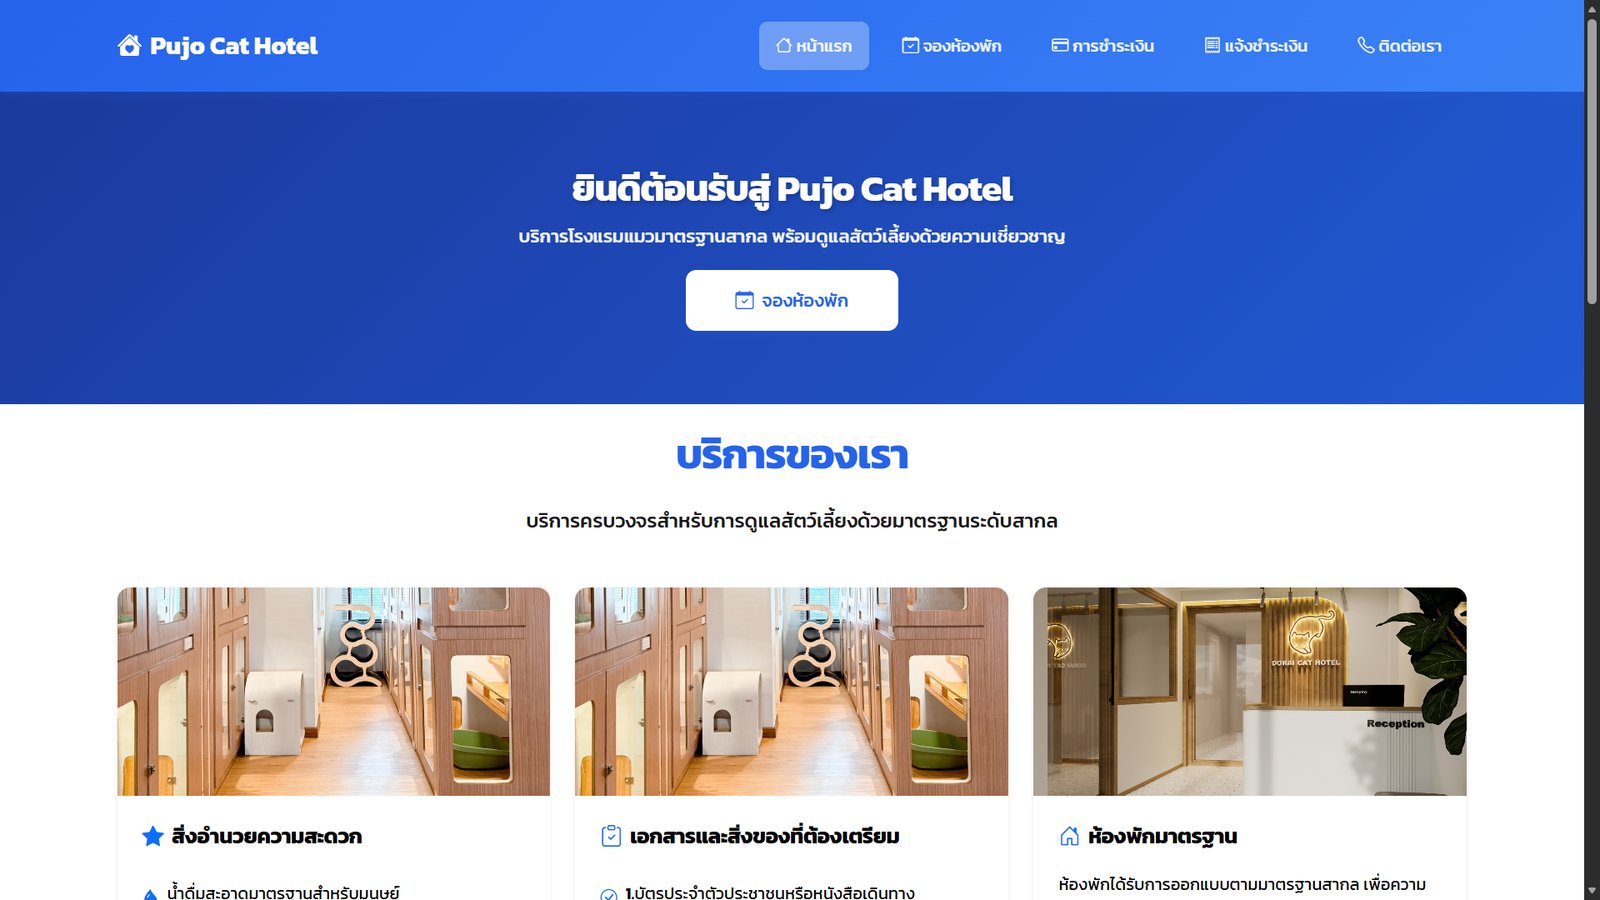 Pujo Cat Hotel
หน้าแรก
จองห้องพัก
การชำระเงิน
แจ้งชำระเงิน
ติดต่อเรา
ยินดีต้อนรับสู่ Pujo Cat Hotel
บริการโรงแรมแมวมาตรฐานสากล พร้อมดูแลสัตว์เลี้ยงด้วยความเชี่ยวชาญ
จองห้องพัก
บริการของเรา
บริการครบวงจรสำหรับการดูแลสัตว์เลี้ยงด้วยมาตรฐานระดับสากล
DORAI CAT HOTEL
Reception
สิ่งอำนวยความสะดวก
น้ำดื่มสะอาดมาตรฐานสำหรับมนุษย์
เอกสารและสิ่งของที่ต้องเตรียม
1.บัตรประจำตัวประชาชนหรือหนังสือเดินทาง
ห้องพักมาตรฐาน
ห้องพักได้รับการออกแบบตามมาตรฐานสากล เพื่อความ